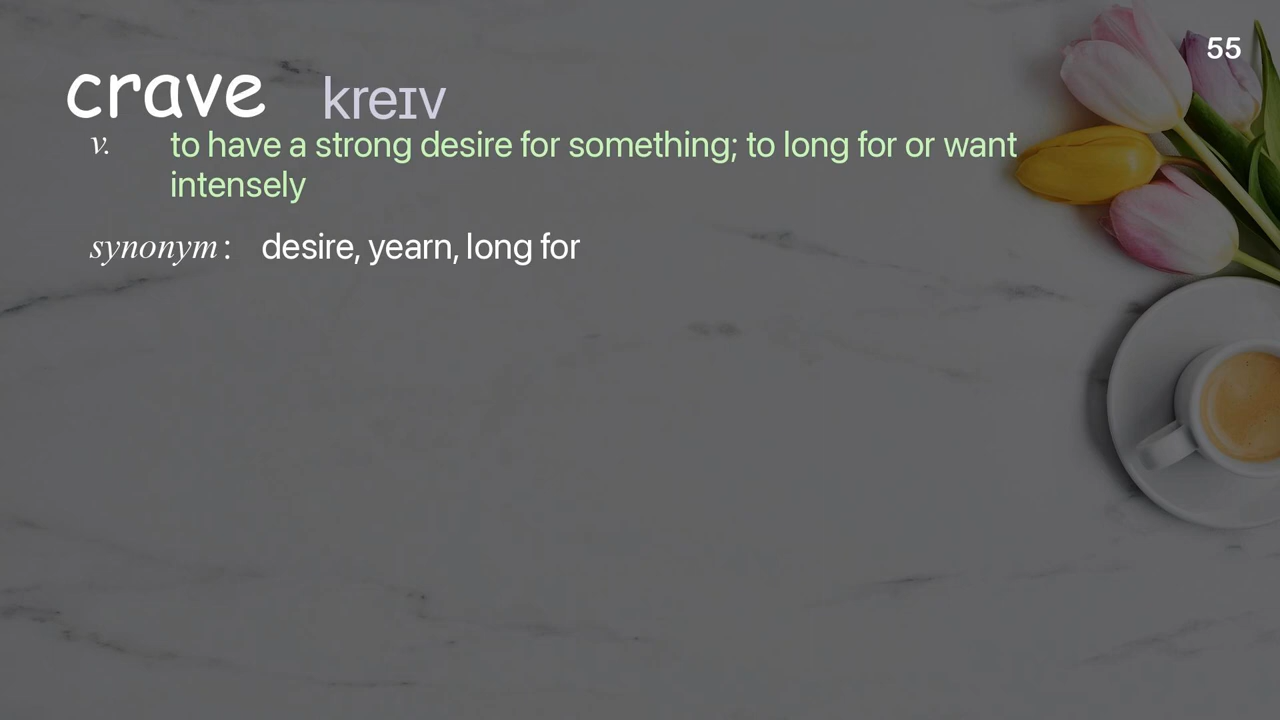 55
crave kreɪv
v. to have a strong desire for something; to long for or want
intensely
synonym: desire, yearn, long for